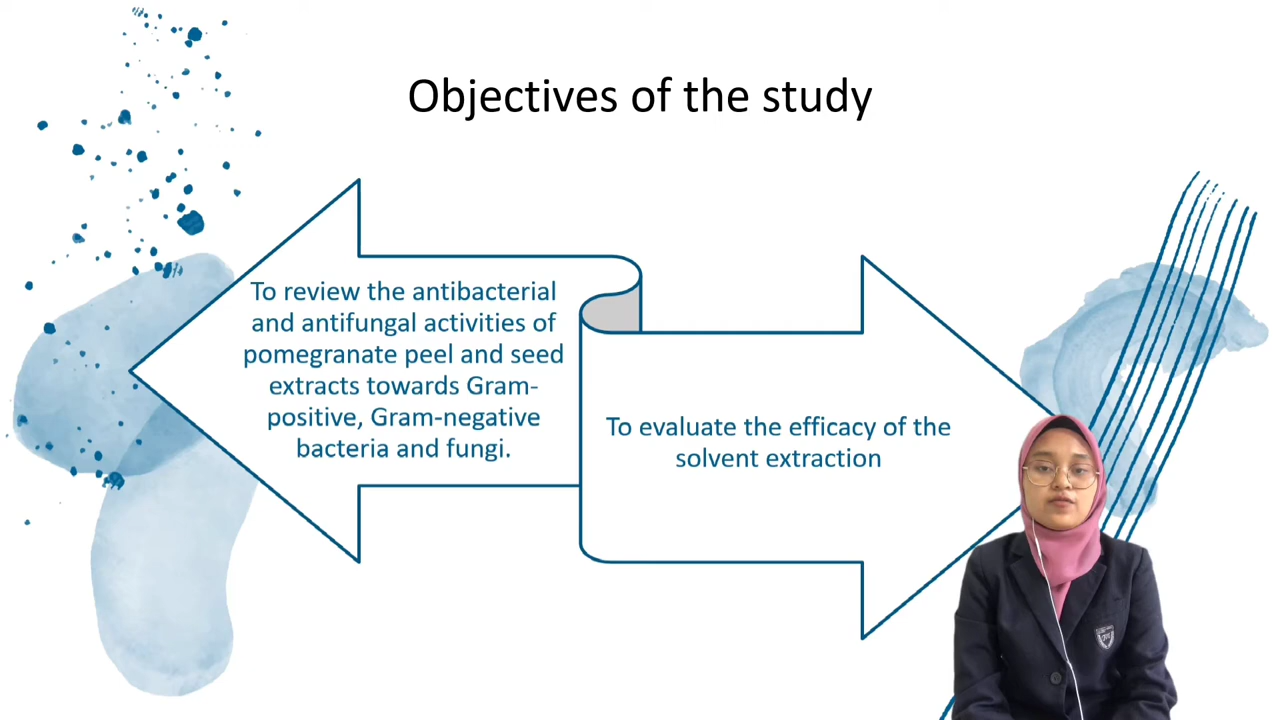 Objectives of the study
To review the antibacterial
and antifungal activities of
pomegranate peel and seed
extracts towards Gram-
positive, Gram-negative
bacteria and fungi.
To evaluate the efficacy of the
solvent extraction